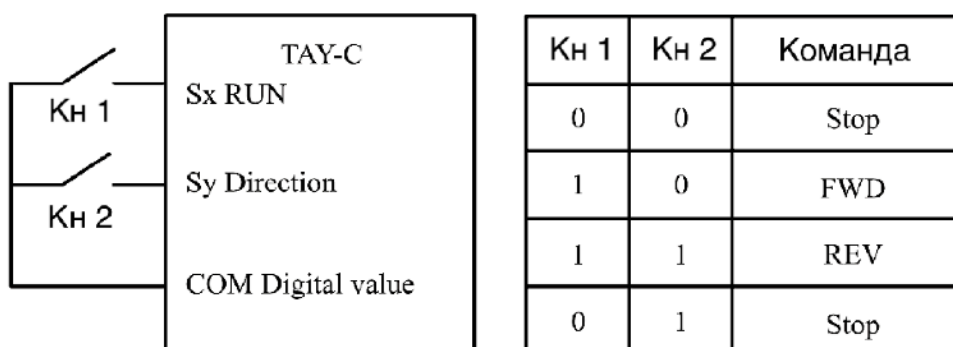 TAY-C
Sx RUN
Кн 1
Sy Direction
Кн 2
COM Digital value
Кн 1 Кн 2 Команда
0 0 Stop
1 0 FWD
1 1 REV
0 1 Stop